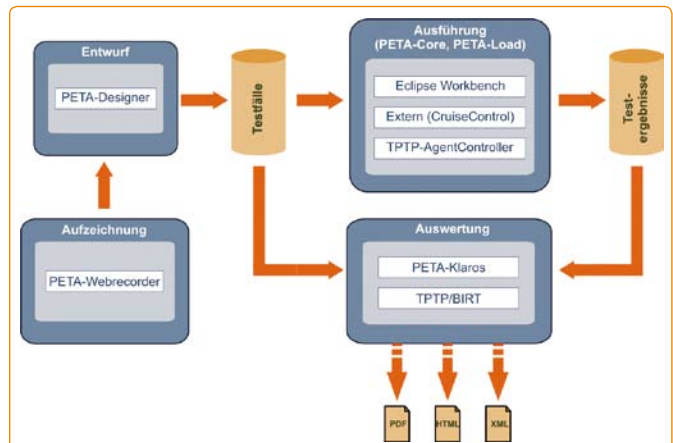 Entwurf
PETA-Designer
Aufzeichnung
PETA-Webrecorder
Testfälle
Ausführung
(PETA-Core, PETA-Load)
Eclipse Workbench
Extern (CruiseControl)
TPTP-AgentController
Test-
ergebnisse
Auswertung
PETA-Klaros
TPTP/BIRT
PDF
HTML
XML